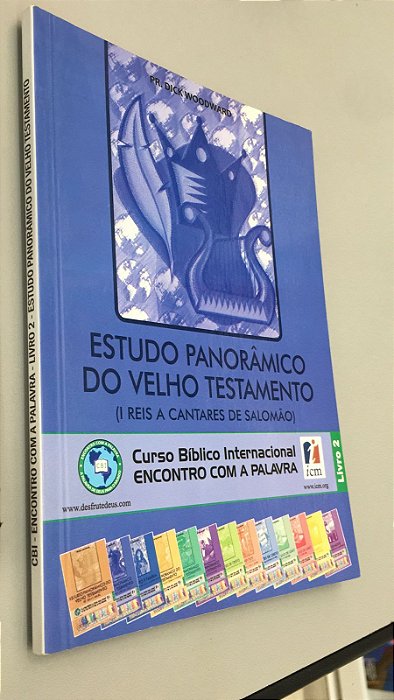 CBI - ENCONTRO COM A PALAVRA - LIVRO 2 - ESTUDO PANORÂMICO DO VELHO TESTAMENTO
PR. DICK WOODWARD
ESTUDO PANORÂMICO
DO VELHO TESTAMENTO
(I REIS A CANTARES DE SALOMÃO)
CBI
Curso Bíblico Internacional
ENCONTRO COM A PALAVRA
icm
www.icm.org
Livro 2
www.desfrutedeus.com